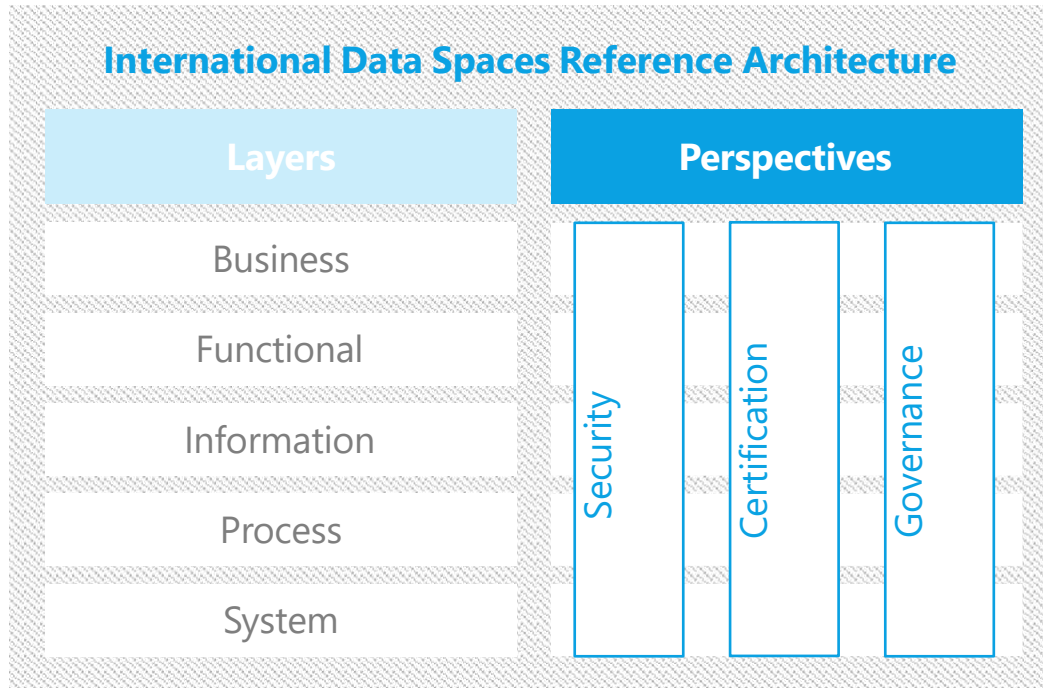 International Data Spaces Reference Architecture
Layers
Perspectives
Business
Functional
Information
Process
System
Security
Certification
Governance